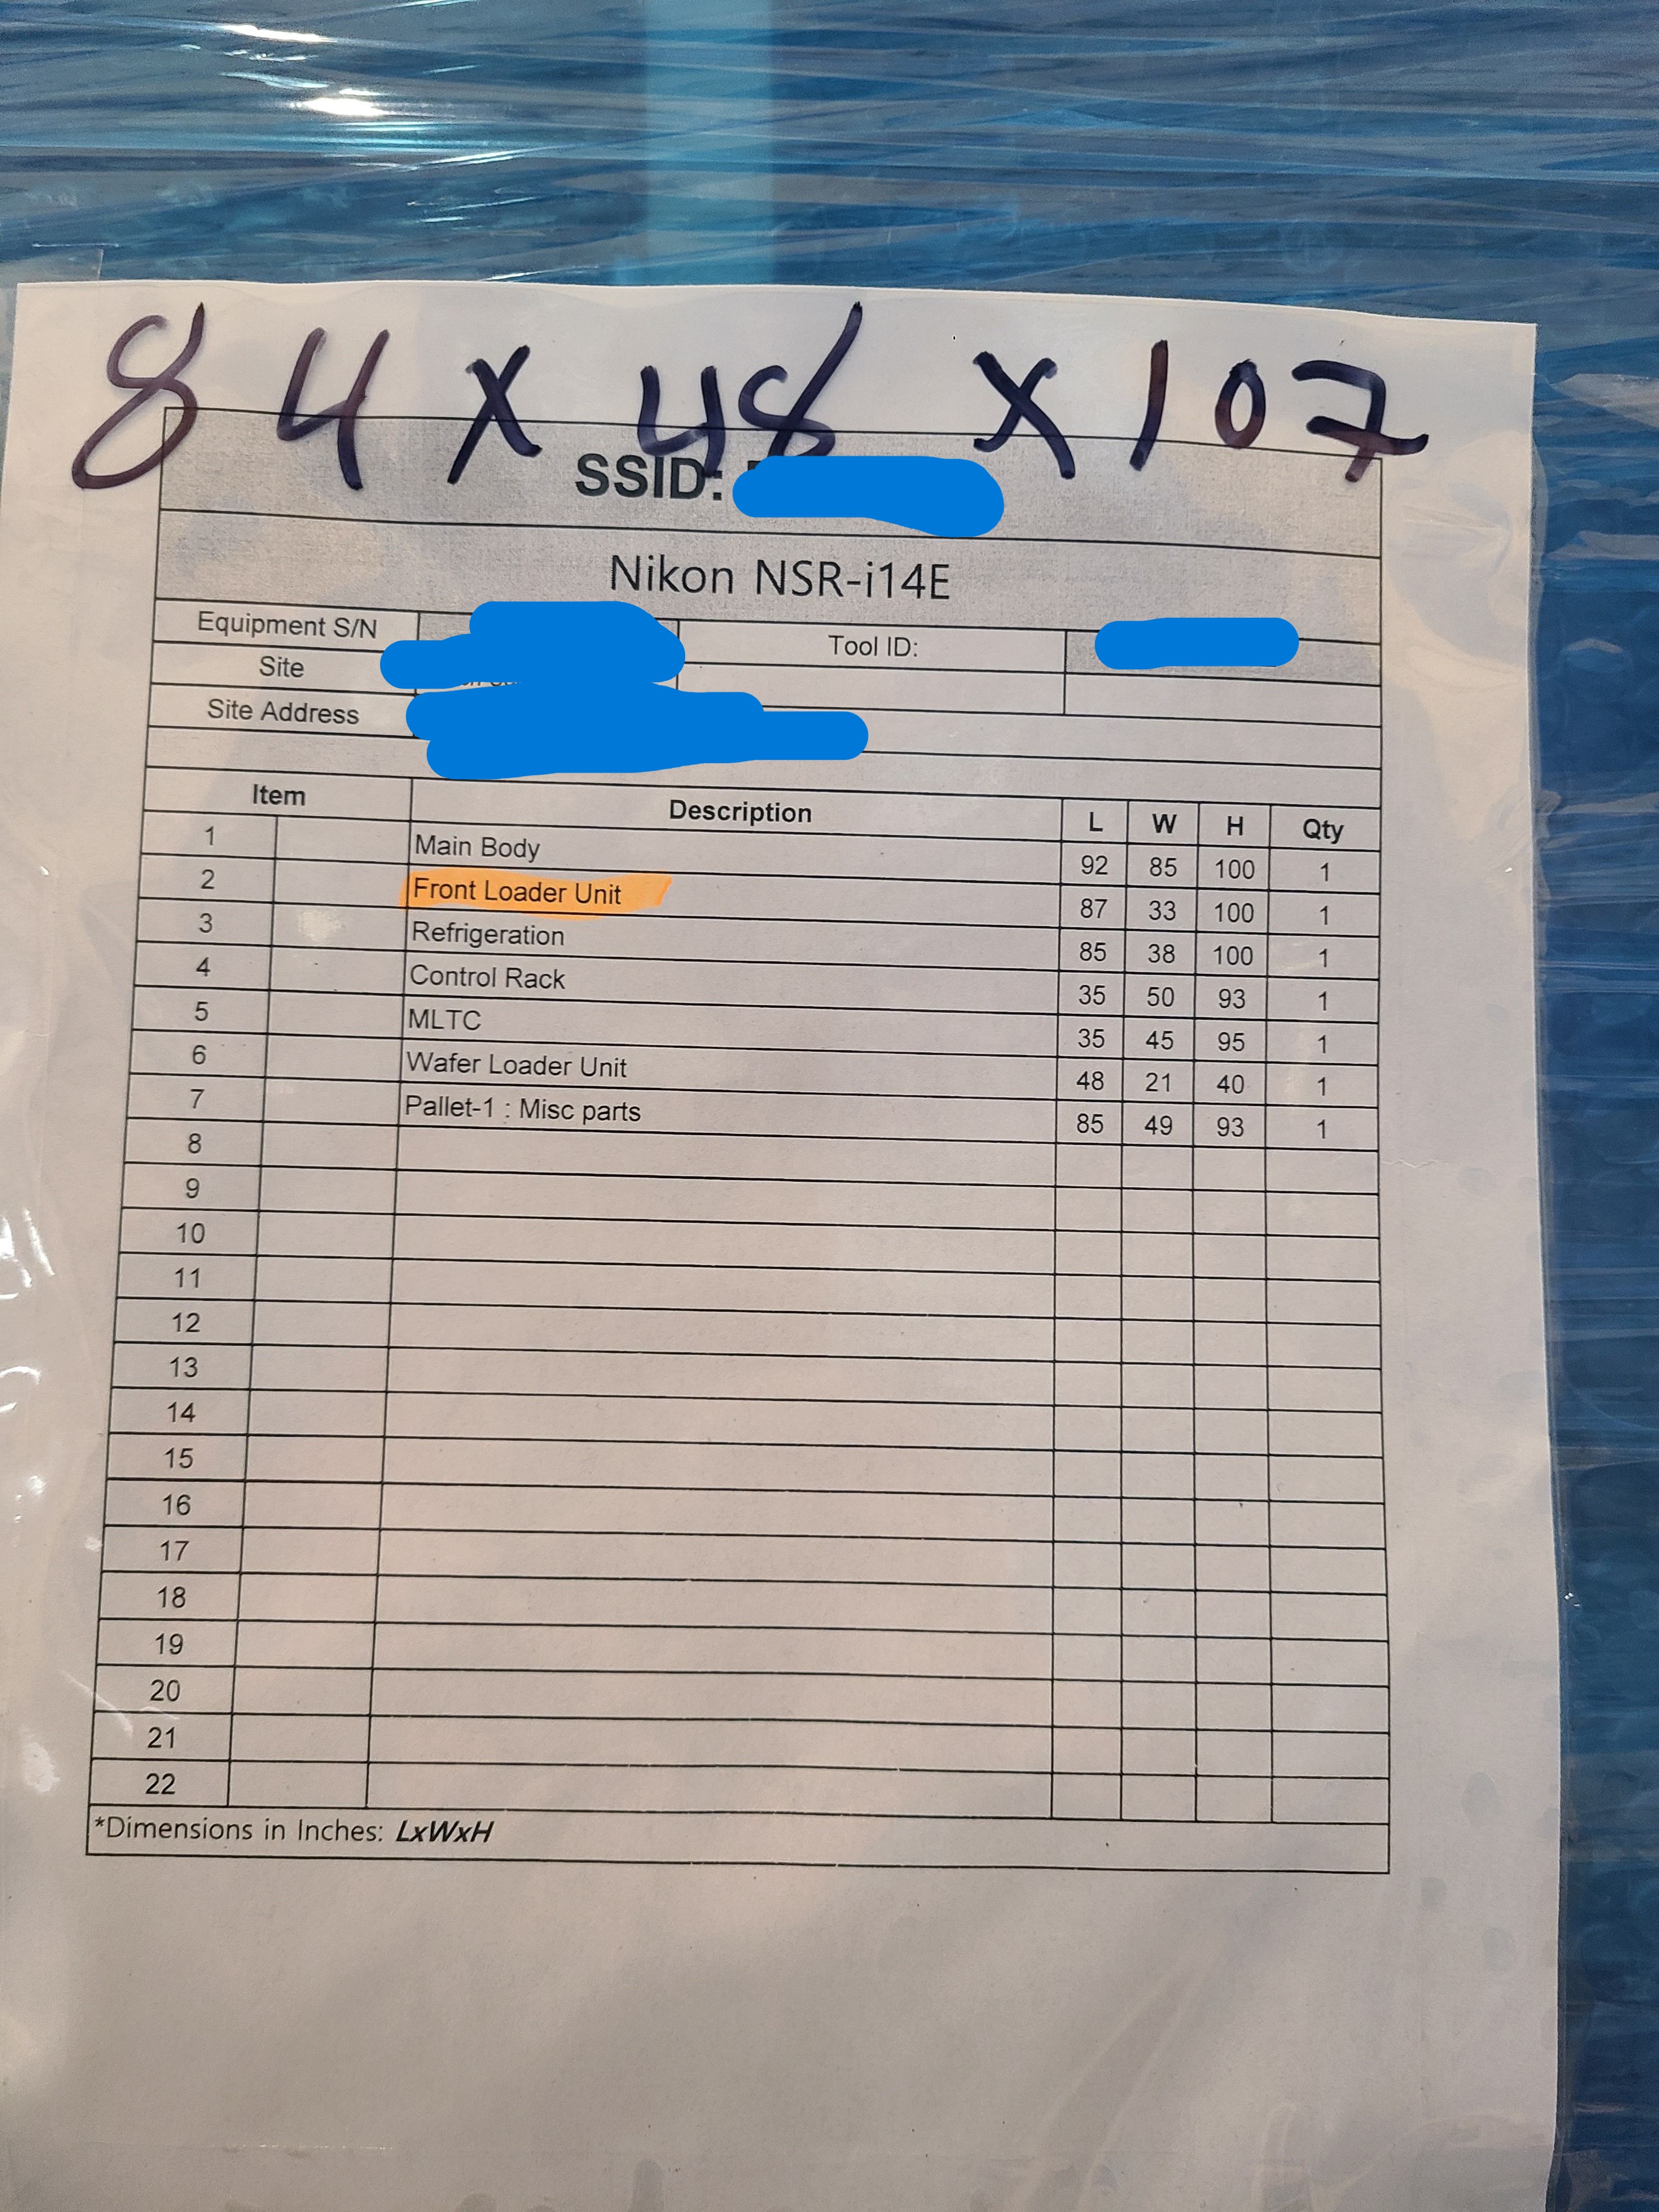 84 x 48 x 107
SSID:
Nikon NSR-i14E
Equipment S/N Tool ID:
Site
Site Address
Item Description L W H Qty
1 Main Body 92 85 100 1
2 Front Loader Unit 87 33 100 1
3 Refrigeration 85 38 100 1
4 Control Rack 35 50 93 1
5 MLTC 35 45 95 1
6 Wafer Loader Unit 48 21 40 1
7 Pallet-1 : Misc parts 85 49 93 1
8
9
10
11
12
13
14
15
16
17
18
19
20
21
22
*Dimensions in Inches: LxWxH